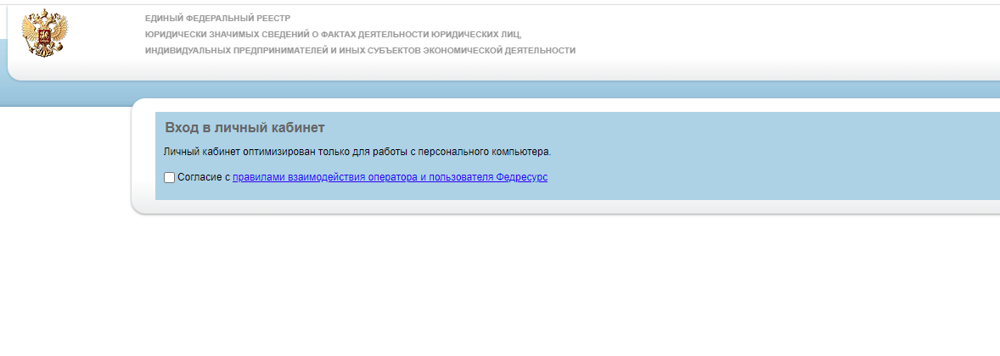 ЕДИНЫЙ ФЕДЕРАЛЬНЫЙ РЕЕСТР
ЮРИДИЧЕСКИ ЗНАЧИМЫХ СВЕДЕНИЙ О ФАКТАХ ДЕЯТЕЛЬНОСТИ ЮРИДИЧЕСКИХ ЛИЦ,
ИНДИВИДУАЛЬНЫХ ПРЕДПРИНИМАТЕЛЕЙ И ИНЫХ СУБЪЕКТОВ ЭКОНОМИЧЕСКОЙ ДЕЯТЕЛЬНОСТИ
Вход в личный кабинет
Личный кабинет оптимизирован только для работы с персонального компьютера.
Согласие с правилами взаимодействия оператора и пользователя Федресурс